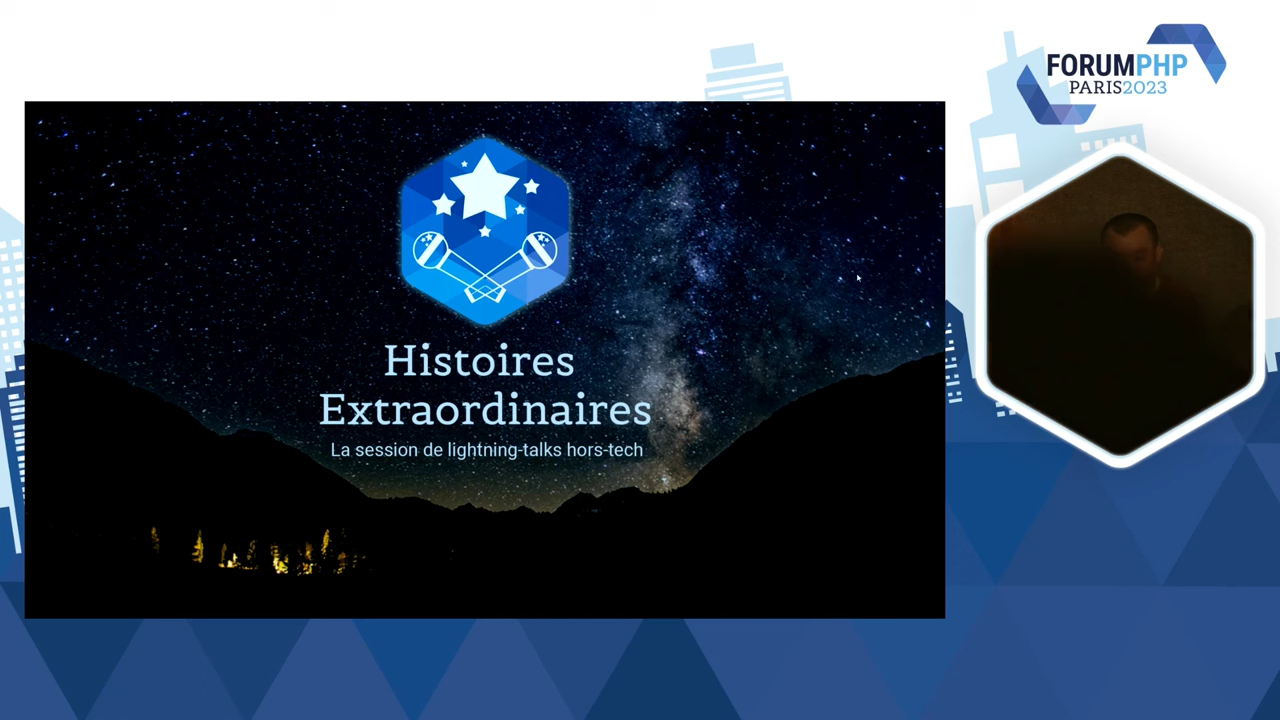 FORUMPHP
PARIS2023
Histoires
Extraordinaires
La session de lightning-talks hors-tech